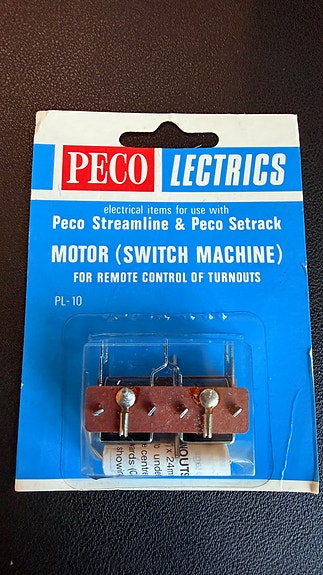 PECO LECTRICS
electrical items for use with
Peco Streamline & Peco Setrack
MOTOR (SWITCH MACHINE)
FOR REMOTE CONTROL OF TURNOUTS
PL-10